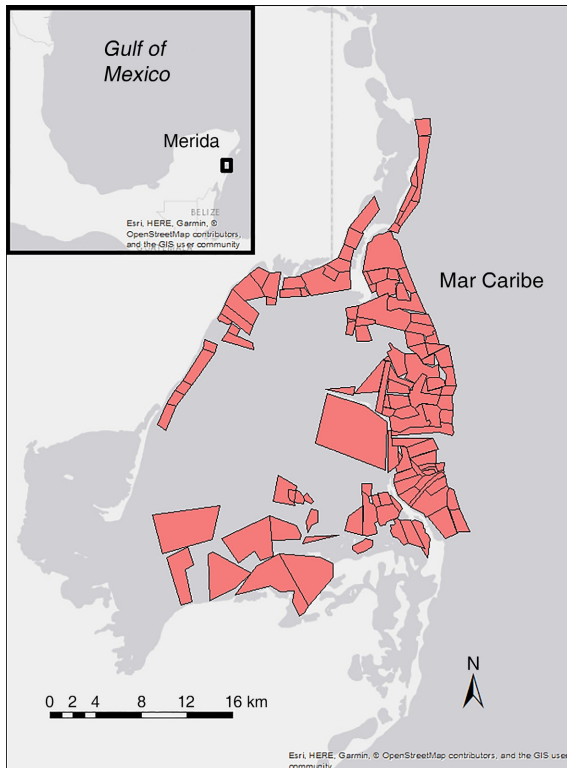 Gulf of
Mexico
Merida
BELIZE
Esri, HERE, Garmin, ©
OpenStreetMap contributors,
and the GIS user community
Mar Caribe
N
0 2 4 8 12 16 km
Esri, HERE, Garmin, © OpenStreetMap contributors, and the GIS user
community